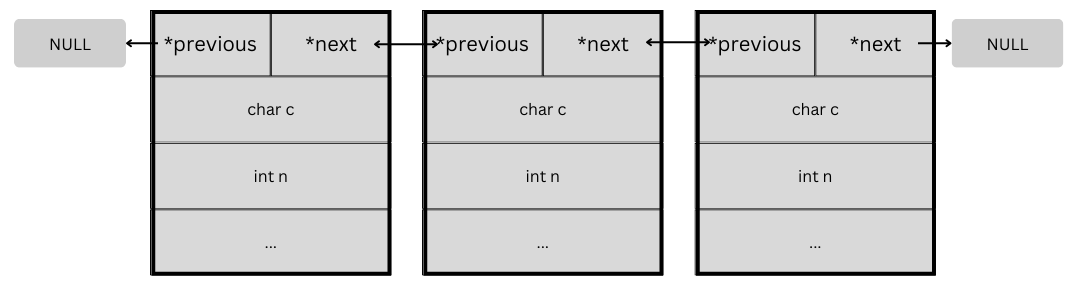 NULL *previous *next *previous *next *previous *next NULL
char c char c char c
int n int n int n
... ... ...